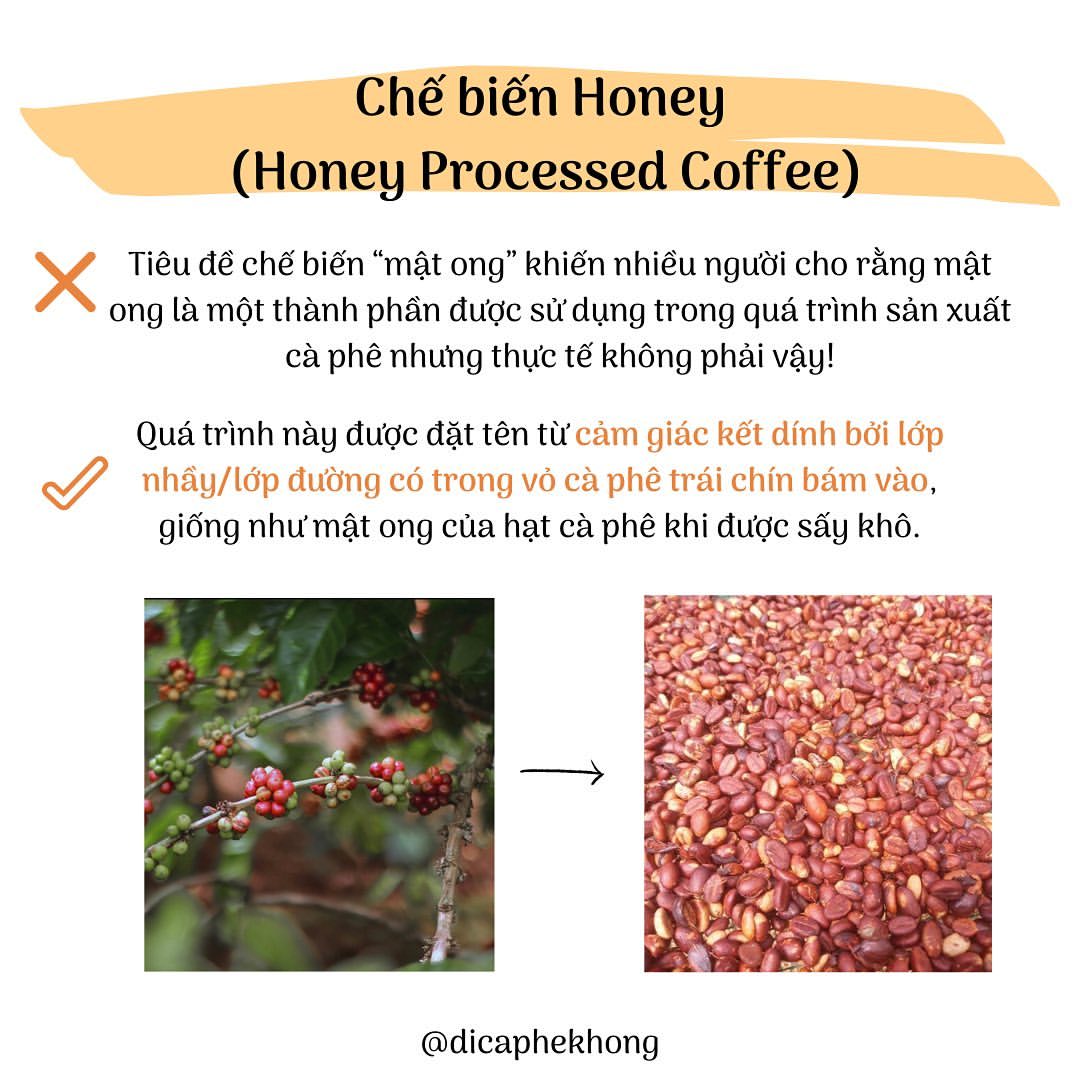 Chế biến Honey
(Honey Processed Coffee)
Tiêu đề chế biến “mật ong” khiến nhiều người cho rằng mật
ong là một thành phần được sử dụng trong quá trình sản xuất
cà phê nhưng thực tế không phải vậy!
Quá trình này được đặt tên từ cảm giác kết dính bởi lớp
nhầy/lớp đường có trong vỏ cà phê trái chín bám vào,
giống như mật ong của hạt cà phê khi được sấy khô.
@dicaphekhong